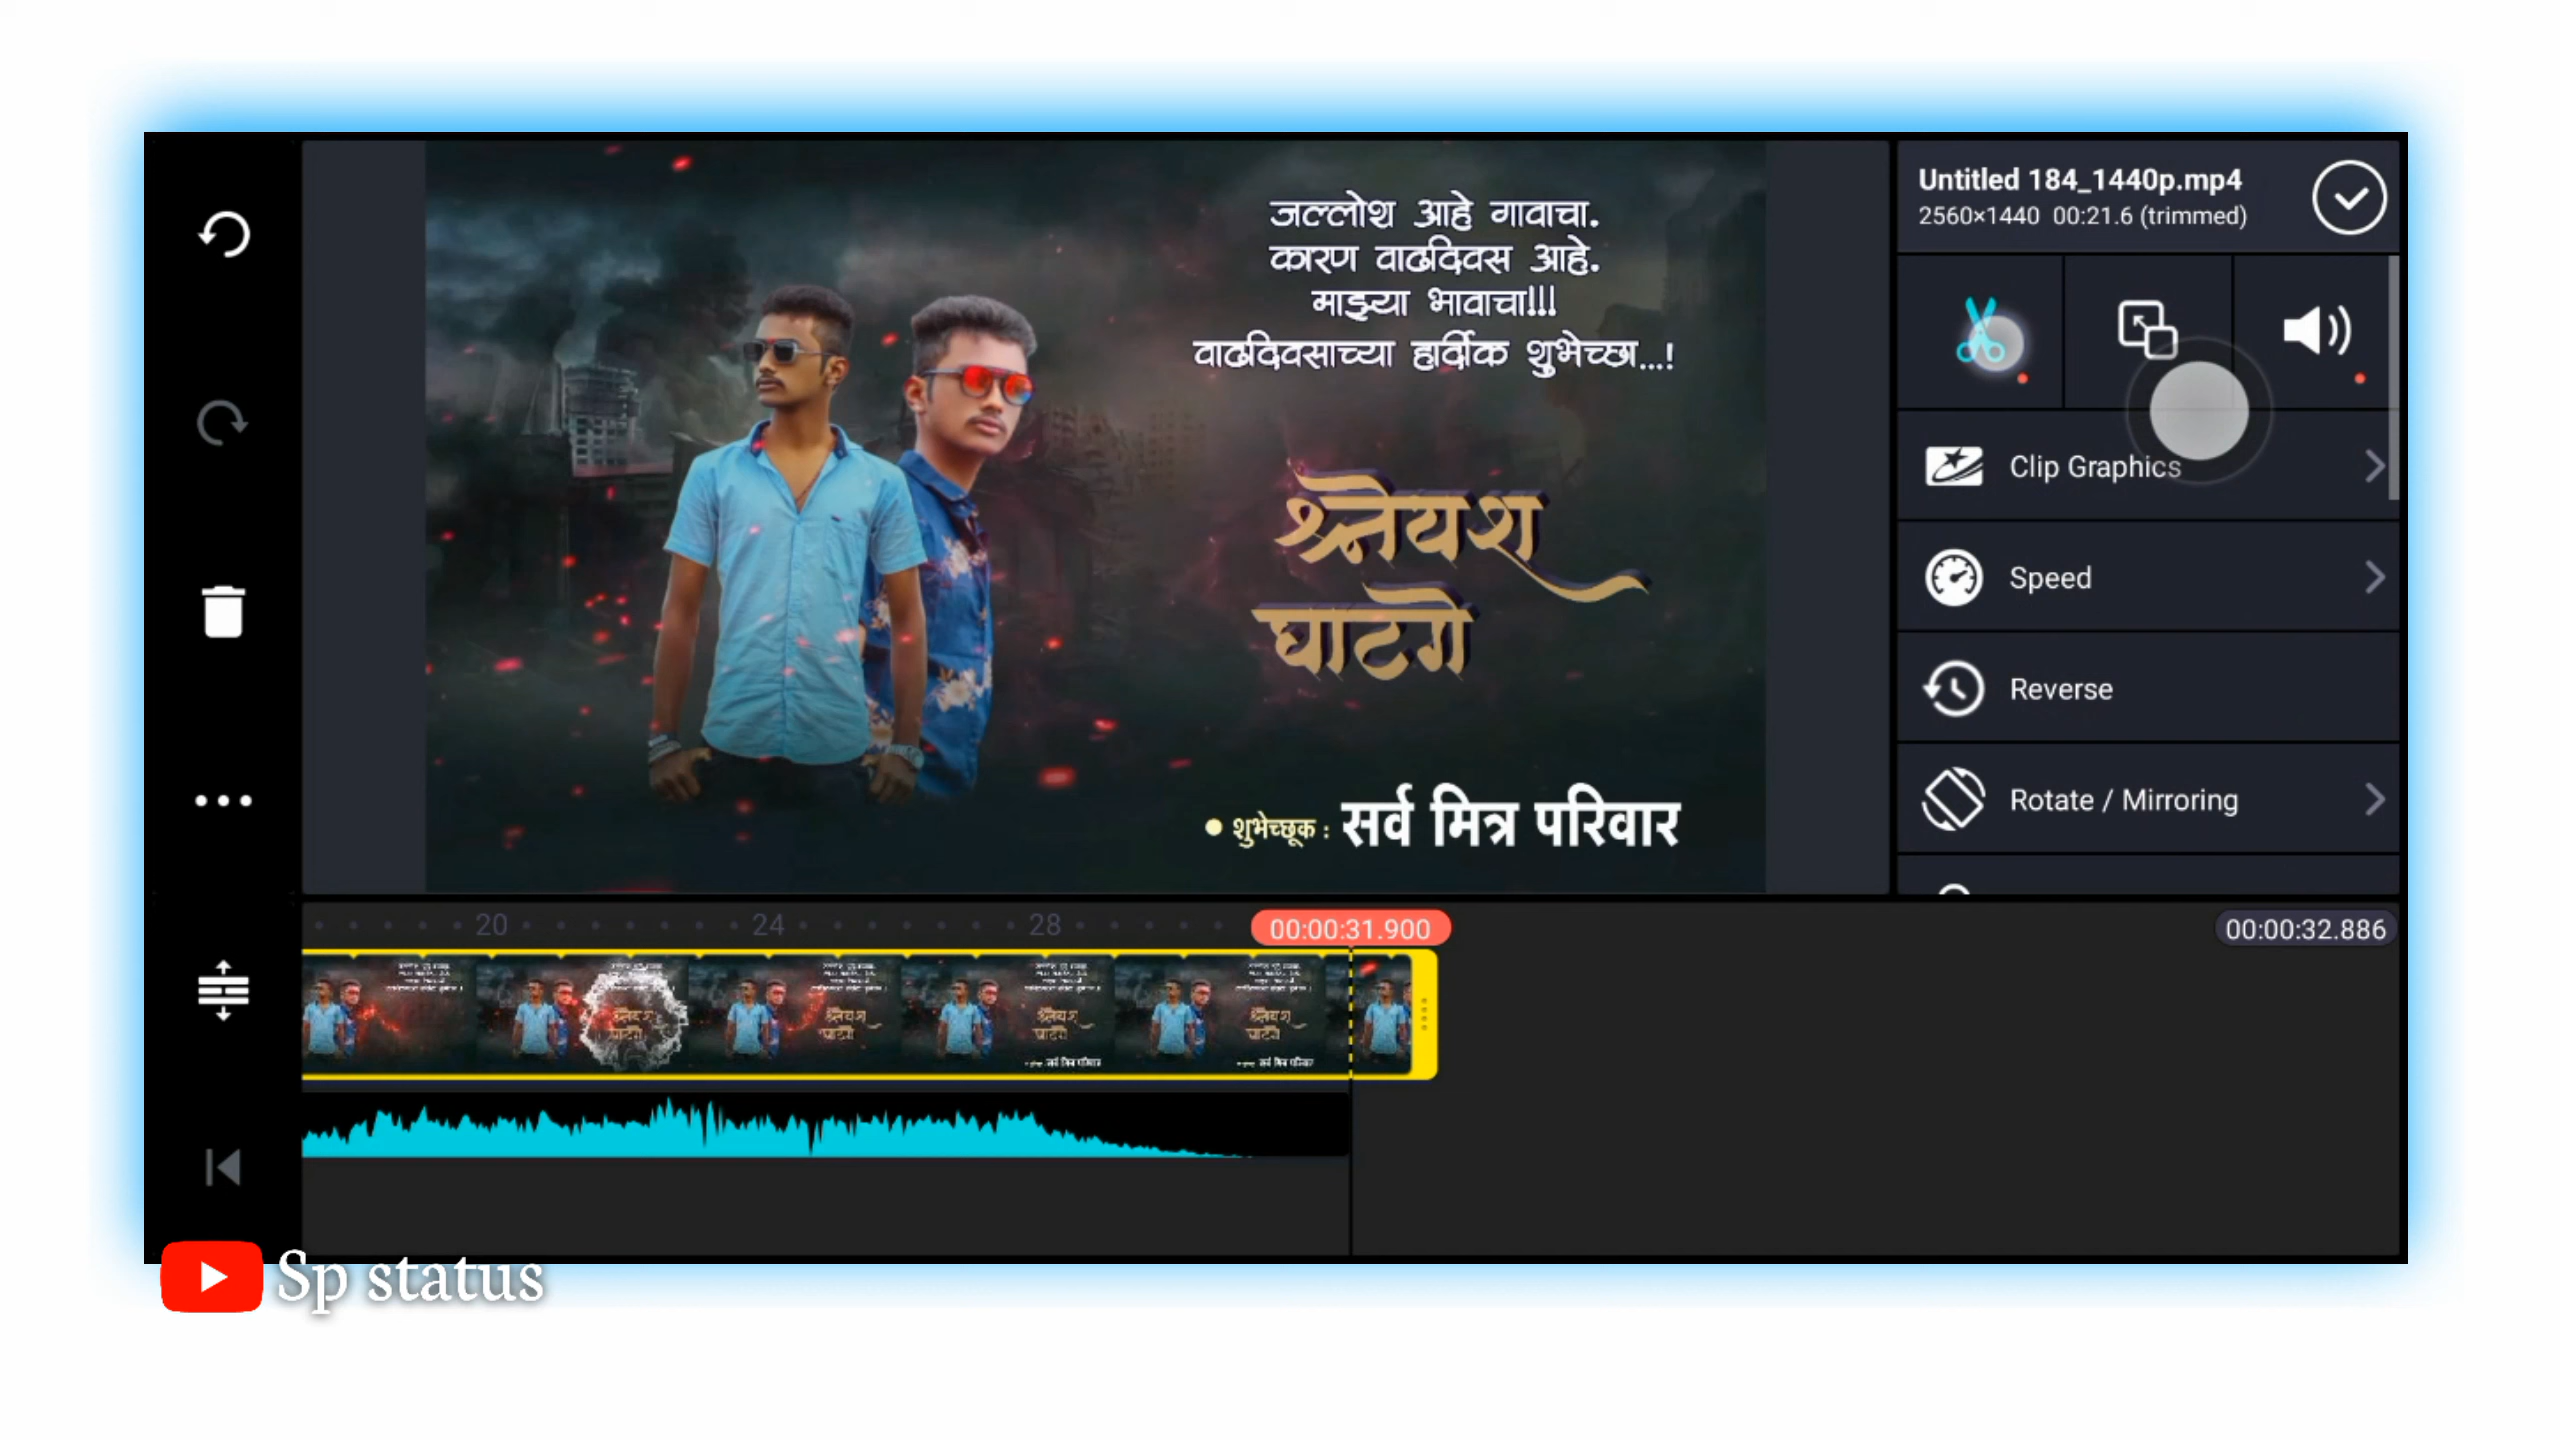 Untitled 184_1440p.mp4
2560×1440 00:21.6 (trimmed)
जल्लोश आहे गावाचा.
कारण वाढदिवस आहे.
माझ्या भावाचा!!!
वाढदिवसाच्या हार्दीक शुभेच्छा...!
श्रेयश
घाटगे
शुभेच्छूक : सर्व मित्र परिवार
Clip Graphics
Speed
Reverse
Rotate / Mirroring
20
24
28
00:00:31.900
00:00:32.886
Sp status